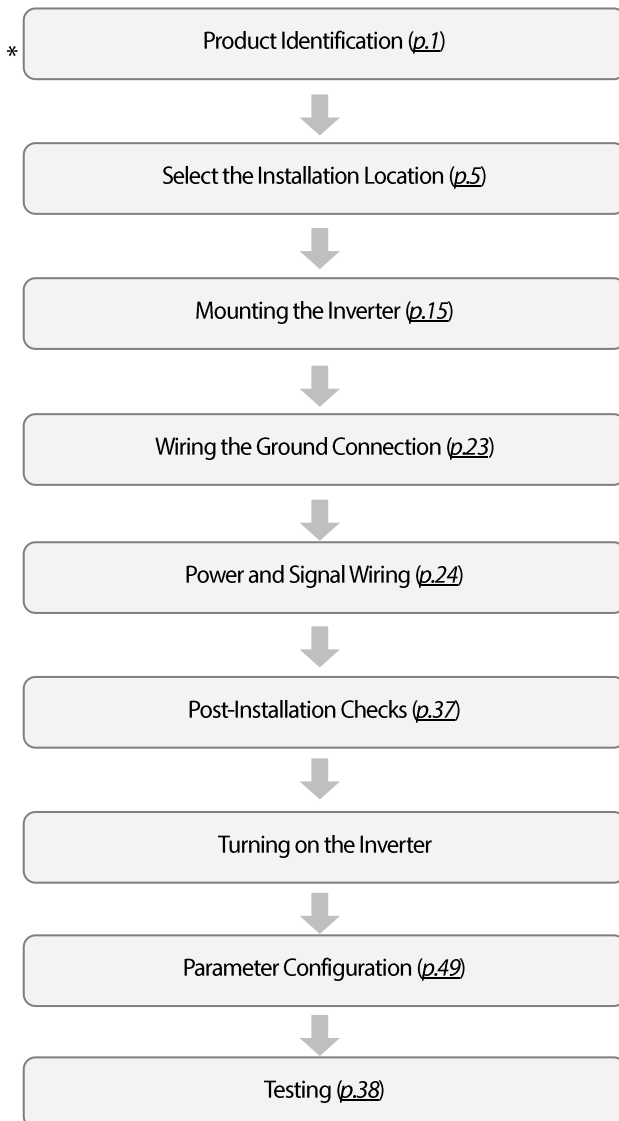 * Product Identification (p.1)
Select the Installation Location (p.5)
Mounting the Inverter (p.15)
Wiring the Ground Connection (p.23)
Power and Signal Wiring (p.24)
Post-Installation Checks (p.37)
Turning on the Inverter
Parameter Configuration (p.49)
Testing (p.38)